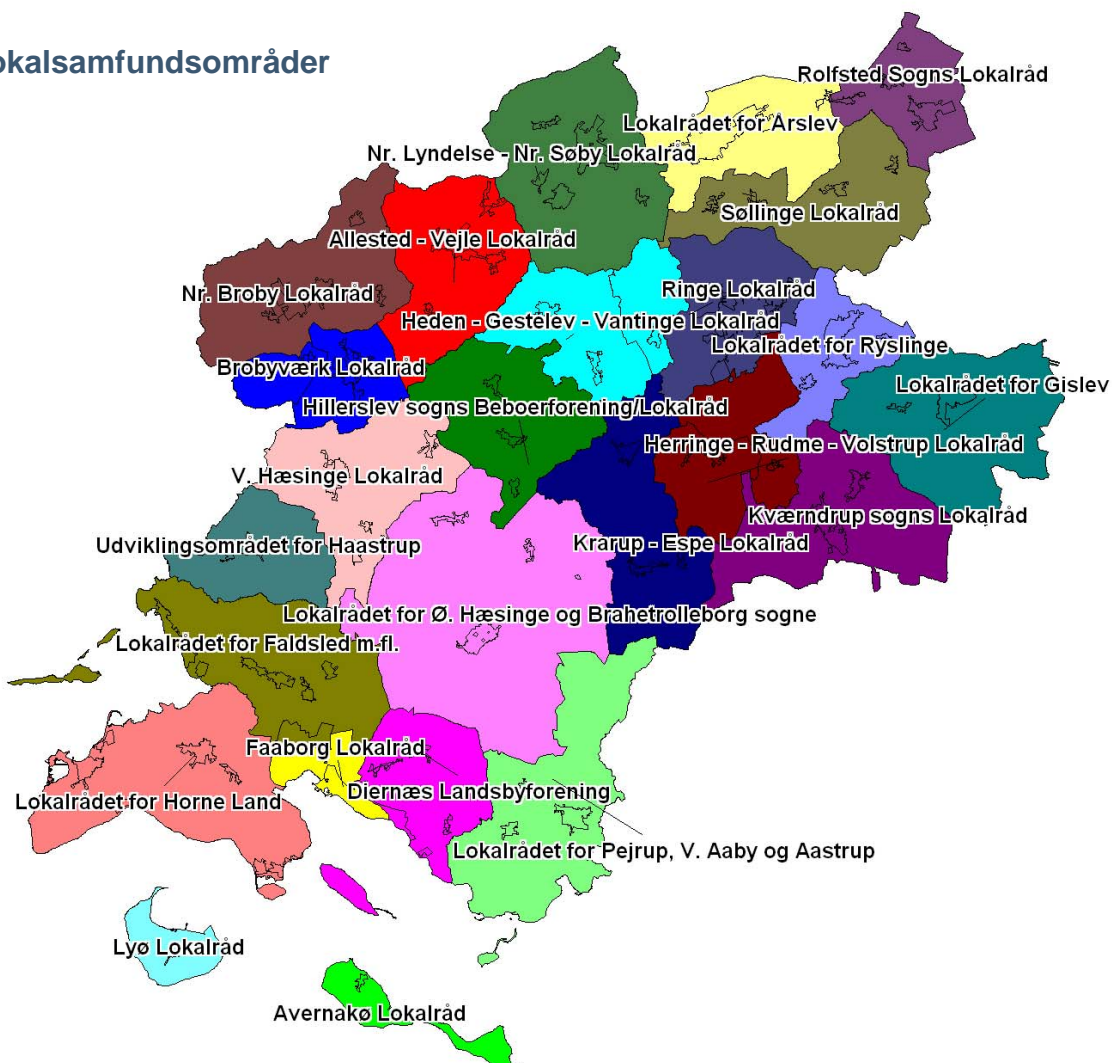 okalsamfundsområder
Rolfsted Sogns Lokalråd
Lokalrådet for Årslev
Nr. Lyndelse - Nr. Søby Lokalråd
Søllinge Lokalråd
Allested - Vejle Lokalråd
Nr. Broby Lokalråd
Ringe Lokalråd
Heden - Gestelev - Vantinge Lokalråd
Lokalrådet for Ryslinge
Brobyværk Lokalråd
Lokalrådet for Gislev
Hillerslev sogns Beboerforening/Lokalråd
Herringe - Rudme - Volstrup Lokalråd
V. Hæsinge Lokalråd
Kværndrup sogns Lokalråd
Udviklingsområdet for Haastrup
Krarup - Espe Lokalråd
Lokalrådet for Ø. Hæsinge og Brahetrolleborg sogne
Lokalrådet for Faldsled m.fl.
Faaborg Lokalråd
Diernæs Landsbyforening
Lokalrådet for Horne Land
Lokalrådet for Pejrup, V. Aaby og Aastrup
Lyø Lokalråd
Avernakø Lokalråd